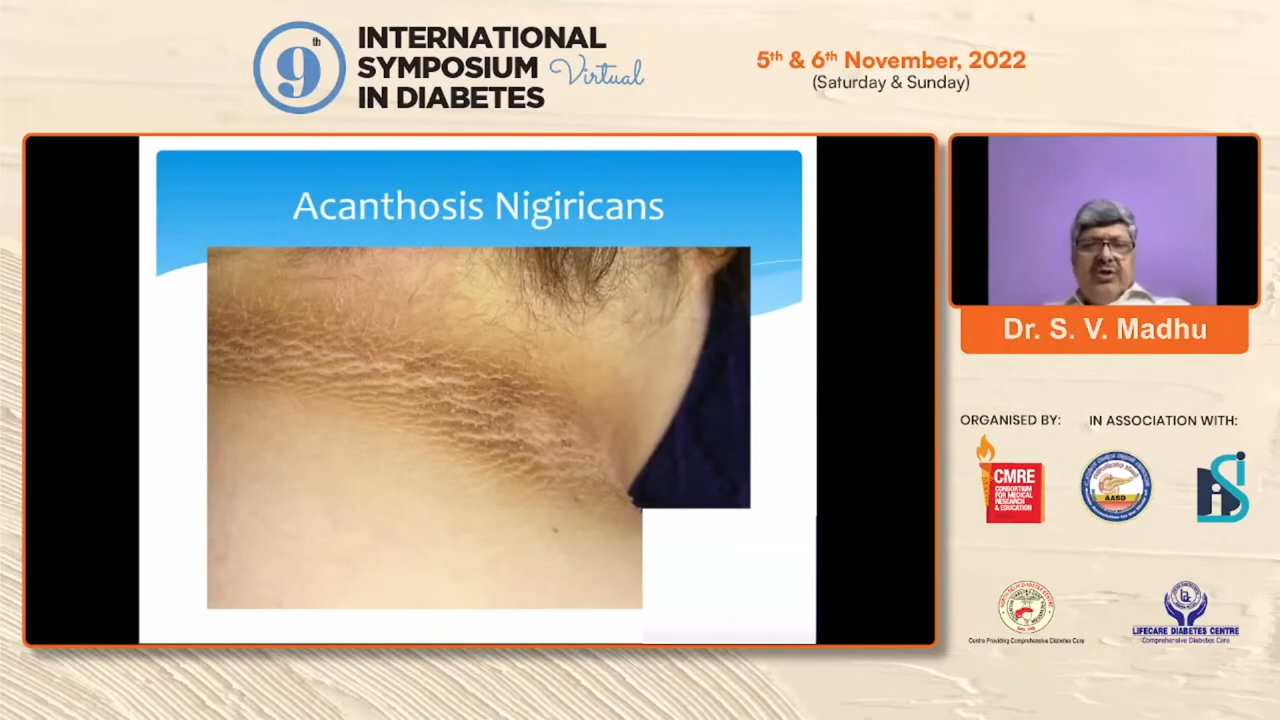 9th
INTERNATIONAL
SYMPOSIUM Virtual
IN DIABETES
5th & 6th November, 2022
(Saturday & Sunday)
Acanthosis Nigiricans
Dr. S. V. Madhu
ORGANISED BY:
IN ASSOCIATION WITH:
CMRE
CONSORTIUM
FOR MEDICAL
RESEARCH
& EDUCATION
AASD
Centre Providing Comprehensive Diabetes Care
LIFECARE DIABETES CENTRE
Comprehensive Diabetes Care